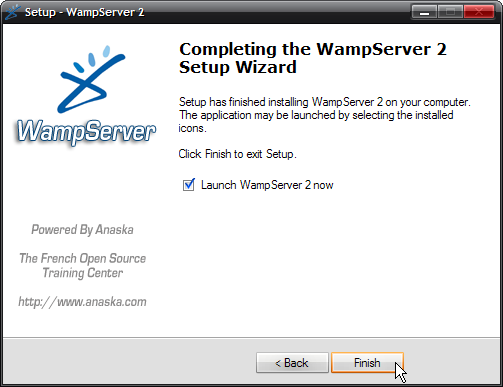 Setup - WampServer 2
Completing the WampServer 2
Setup Wizard
Setup has finished installing WampServer 2 on your computer.
The application may be launched by selecting the installed
icons.
Click Finish to exit Setup.
Launch WampServer 2 now
WampServer
Powered By Anaska
The French Open Source
Training Center
http://www.anaska.com
< Back
Finish